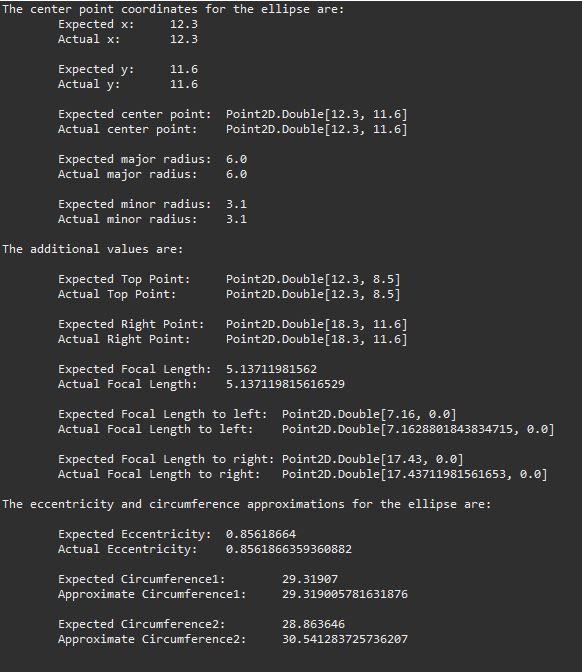 The center point coordinates for the ellipse are:
Expected x: 12.3
Actual x: 12.3
Expected y: 11.6
Actual y: 11.6
Expected center point: Point2D.Double[12.3, 11.6]
Actual center point: Point2D.Double[12.3, 11.6]
Expected major radius: 6.0
Actual major radius: 6.0
Expected minor radius: 3.1
Actual minor radius: 3.1
The additional values are:
Expected Top Point: Point2D.Double[12.3, 8.5]
Actual Top Point: Point2D.Double[12.3, 8.5]
Expected Right Point: Point2D.Double[18.3, 11.6]
Actual Right Point: Point2D.Double[18.3, 11.6]
Expected Focal Length: 5.13711981562
Actual Focal Length: 5.137119815616529
Expected Focal Length to left: Point2D.Double[7.16, 0.0]
Actual Focal Length to left: Point2D.Double[7.1628801843834715, 0.0]
Expected Focal Length to right: Point2D.Double[17.43, 0.0]
Actual Focal Length to right: Point2D.Double[17.43711981561653, 0.0]
The eccentricity and circumference approximations for the ellipse are:
Expected Eccentricity: 0.85618664
Actual Eccentricity: 0.8561866359360882
Expected Circumference1: 29.31907
Approximate Circumference1: 29.319005781631876
Expected Circumference2: 28.863646
Approximate Circumference2: 30.541283725736207